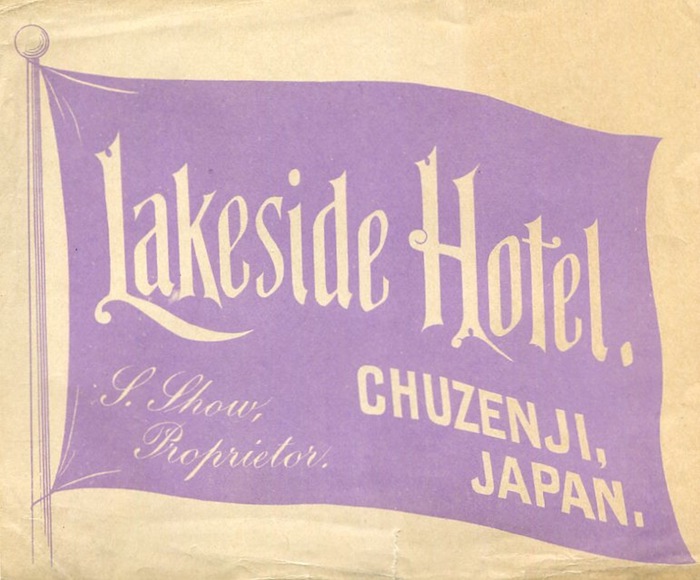 Lakeside Hotel.
S. Show,
Proprietor.
CHUZENJI,
JAPAN.